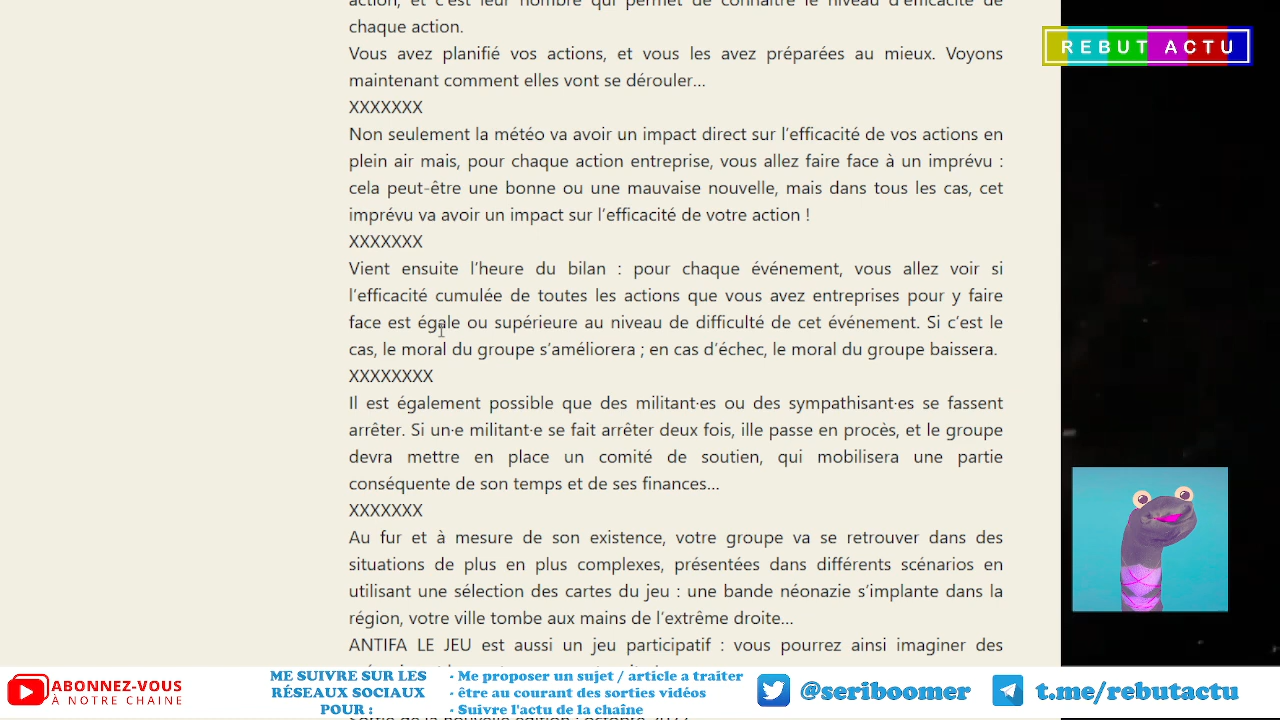 action, et c'est leur nombre qui permet de connaître le niveau d'efficacité de
chaque action.
Vous avez planifié vos actions, et vous les avez préparées au mieux. Voyons
maintenant comment elles vont se dérouler…
XXXXXXX
Non seulement la météo va avoir un impact direct sur l'efficacité de vos actions en
plein air mais, pour chaque action entreprise, vous allez faire face à un imprévu :
cela peut-être une bonne ou une mauvaise nouvelle, mais dans tous les cas, cet
imprévu va avoir un impact sur l'efficacité de votre action !
XXXXXXX
Vient ensuite l'heure du bilan : pour chaque événement, vous allez voir si
l'efficacité cumulée de toutes les actions que vous avez entreprises pour y faire
face est égale ou supérieure au niveau de difficulté de cet événement. Si c'est le
cas, le moral du groupe s'améliorera ; en cas d'échec, le moral du groupe baissera.
XXXXXXXX
Il est également possible que des militant·es ou des sympathisant·es se fassent
arrêter. Si un·e militant·e se fait arrêter deux fois, ille passe en procès, et le groupe
devra mettre en place un comité de soutien, qui mobilisera une partie
conséquente de son temps et de ses finances…
XXXXXXX
Au fur et à mesure de son existence, votre groupe va se retrouver dans des
situations de plus en plus complexes, présentées dans différents scénarios en
utilisant une sélection des cartes du jeu : une bande néonazie s'implante dans la
région, votre ville tombe aux mains de l'extrême droite…
ANTIFA LE JEU est aussi un jeu participatif : vous pourrez ainsi imaginer des
REBUT ACTU
ABONNEZ-VOUS
À NOTRE CHAINE
ME SUIVRE SUR LES
RÉSEAUX SOCIAUX
POUR :
- Me proposer un sujet / article a traiter
- être au courant des sorties vidéos
- Suivre l'actu de la chaîne
@seriboomer
t.me/rebutactu